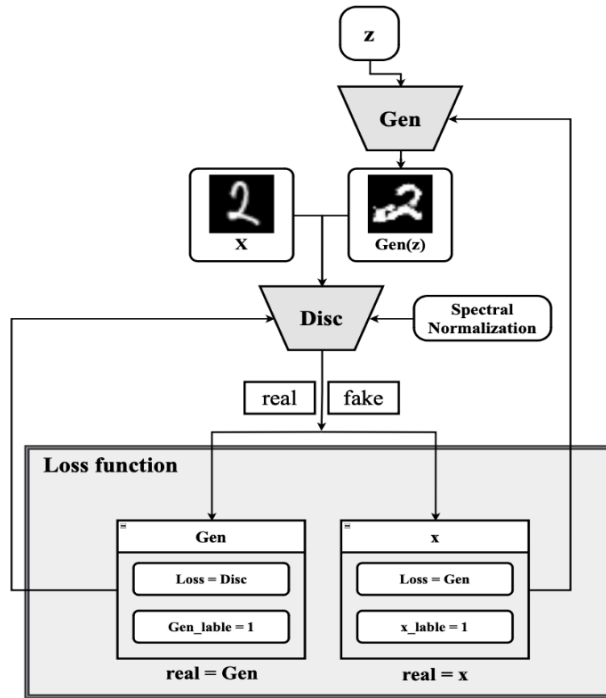 z
Gen
X
Gen(z)
Disc
Spectral
Normalization
real
fake
Loss function
Gen
Loss = Disc
Gen_lable = 1
real = Gen
x
Loss = Gen
x_lable = 1
real = x